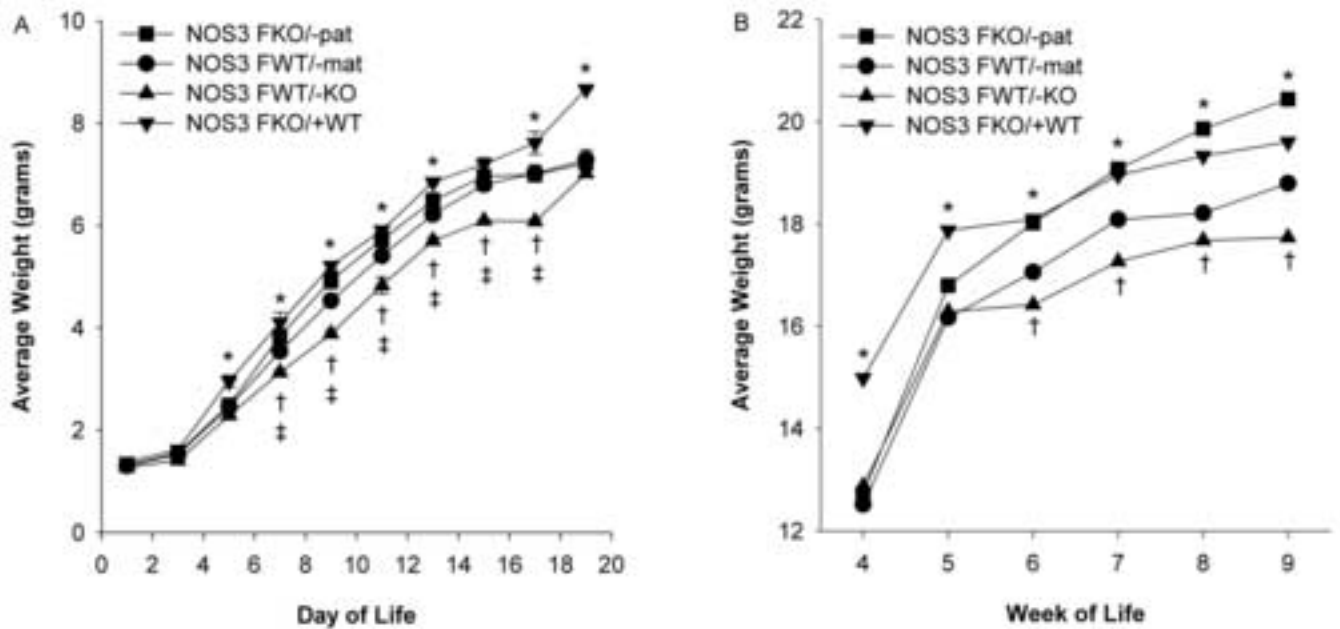 A
10
8
6
4
2
0
Average Weight (grams)
NOS3 FKO/-pat
NOS3 FWT/-mat
NOS3 FWT/-KO
NOS3 FKO/+WT
* * * * * * *
† † † † † †
‡ ‡ ‡ ‡ ‡ ‡
0 2 4 6 8 10 12 14 16 18 20
Day of Life
B
22
20
18
16
14
12
Average Weight (grams)
NOS3 FKO/-pat
NOS3 FWT/-mat
NOS3 FWT/-KO
NOS3 FKO/+WT
* * * * * *
† † † †
4 5 6 7 8 9
Week of Life